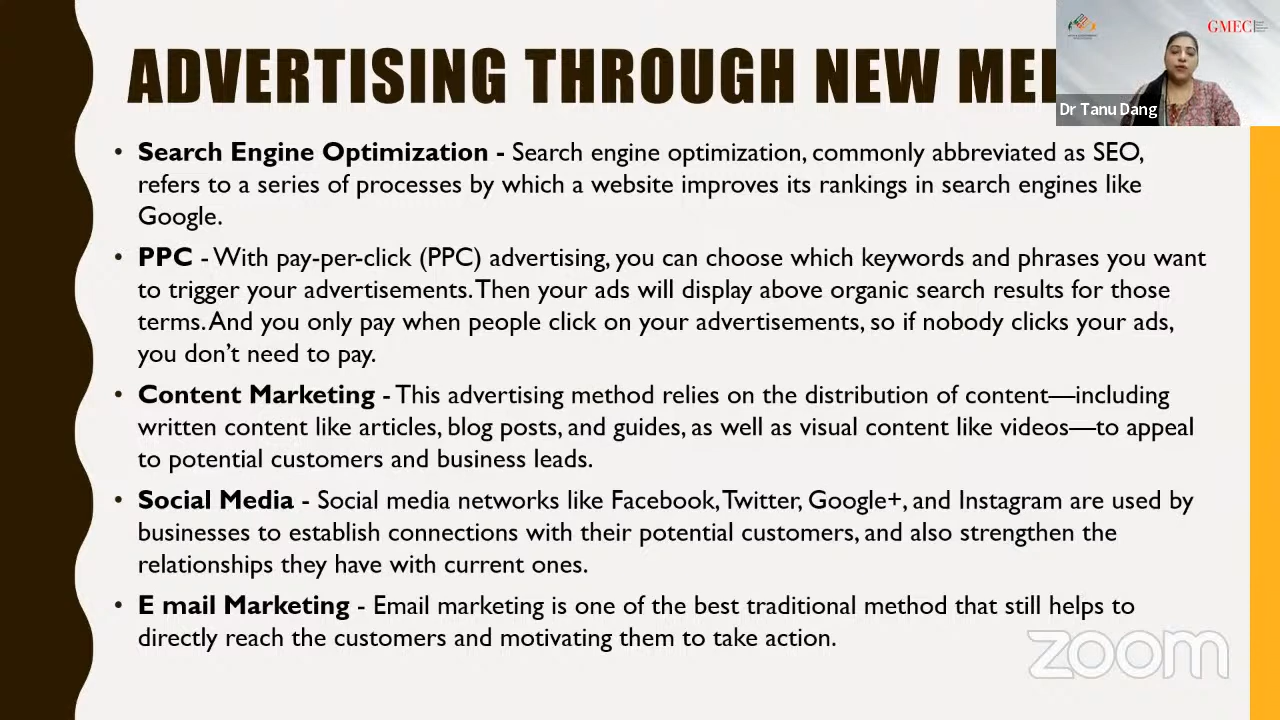 ADVERTISING THROUGH NEW ME
GMEC
Dr Tanu Dang
• Search Engine Optimization - Search engine optimization, commonly abbreviated as SEO,
refers to a series of processes by which a website improves its rankings in search engines like
Google.
• PPC - With pay-per-click (PPC) advertising, you can choose which keywords and phrases you want
to trigger your advertisements. Then your ads will display above organic search results for those
terms. And you only pay when people click on your advertisements, so if nobody clicks your ads,
you don’t need to pay.
• Content Marketing - This advertising method relies on the distribution of content—including
written content like articles, blog posts, and guides, as well as visual content like videos—to appeal
to potential customers and business leads.
• Social Media - Social media networks like Facebook, Twitter, Google+, and Instagram are used by
businesses to establish connections with their potential customers, and also strengthen the
relationships they have with current ones.
• E mail Marketing - Email marketing is one of the best traditional method that still helps to
directly reach the customers and motivating them to take action.
zoom